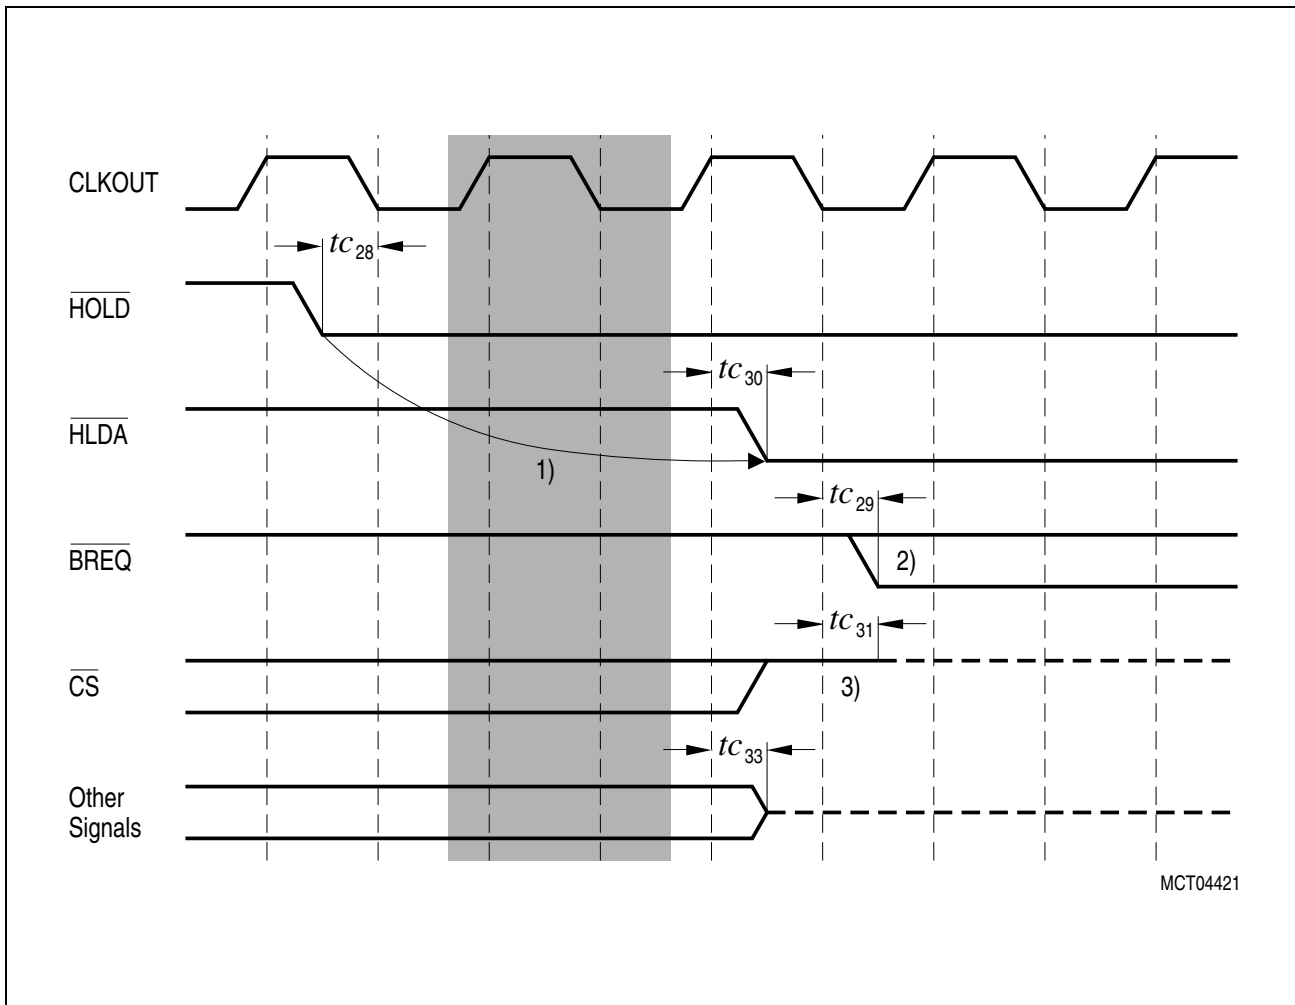 CLKOUT
tc28
HOLD
tc30
HLDA
1)
tc29
BREQ
2)
tc31
CS
3)
tc33
Other
Signals
MCT04421